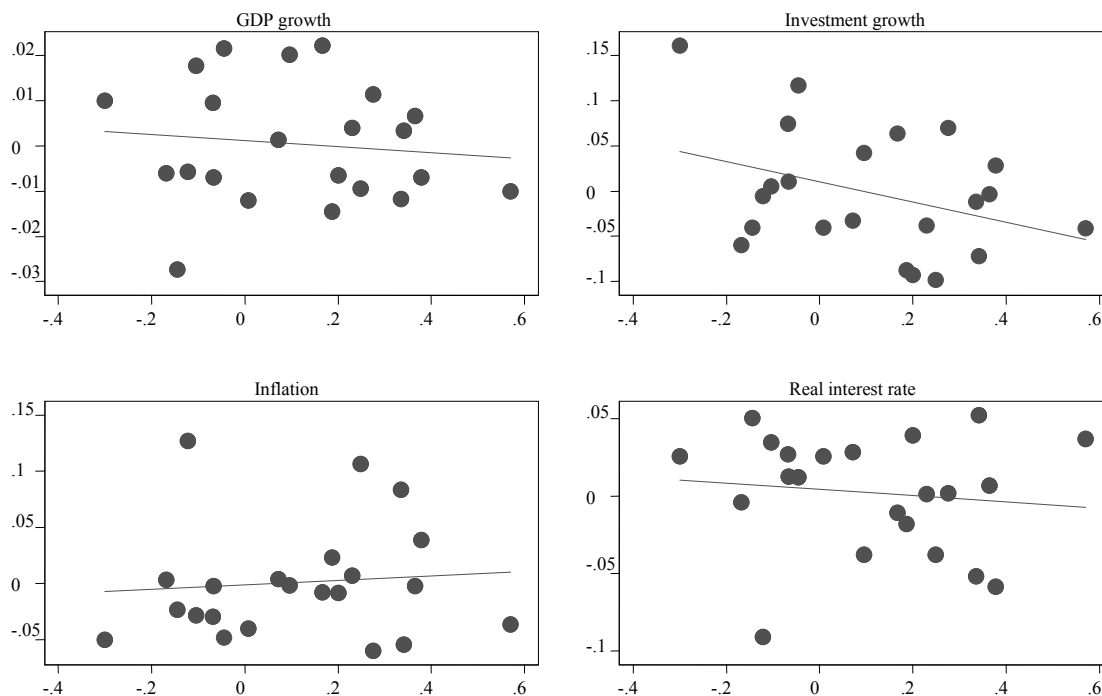 GDP growth
.02
.01
0
-.01
-.02
-.03
-.4 -.2 0 .2 .4 .6
Investment growth
.15
.1
.05
0
-.05
-.1
-.4 -.2 0 .2 .4 .6
Inflation
.15
.1
.05
0
-.05
-.4 -.2 0 .2 .4 .6
Real interest rate
.05
0
-.05
-.1
-.4 -.2 0 .2 .4 .6